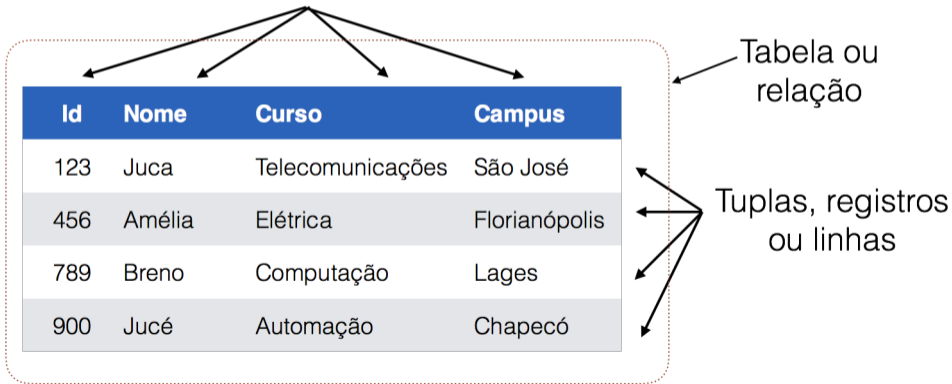 Tabela ou
relação
Id Nome Curso Campus
123 Juca Telecomunicações São José
456 Amélia Elétrica Florianópolis
789 Breno Computação Lages
900 Jucé Automação Chapecó
Tuplas, registros
ou linhas